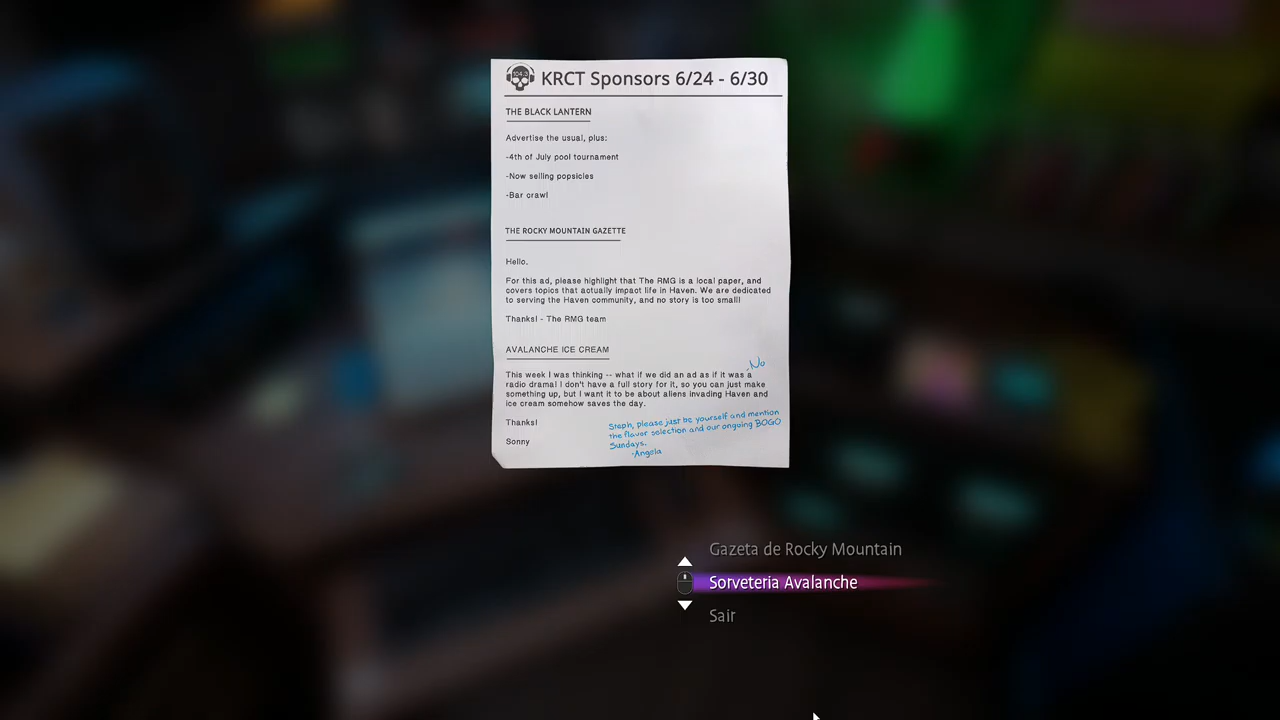 KRCT Sponsors 6/24 - 6/30
THE BLACK LANTERN
Advertise the usual, plus:
-4th of July pool tournament
-Now selling popsicles
-Bar crawl
THE ROCKY MOUNTAIN GAZETTE
Hello.
For this ad, please highlight that The RMG is a local paper, and
covers topics that actually impact life in Haven. We are dedicated
to serving the Haven community, and no story is too small!
Thanks! - The RMG team
AVALANCHE ICE CREAM
No
This week I was thinking -- what if we did an ad as if it was a
radio drama! I don't have a full story for it, so you can just make
something up, but I want it to be about aliens invading Haven and
ice cream somehow saves the day.
Thanks!
Sonny
Steph, please just be yourself and mention
the flavor selection and our ongoing BOGO
Sundays.
-Angela
Gazeta de Rocky Mountain
Sorveteria Avalanche
Sair